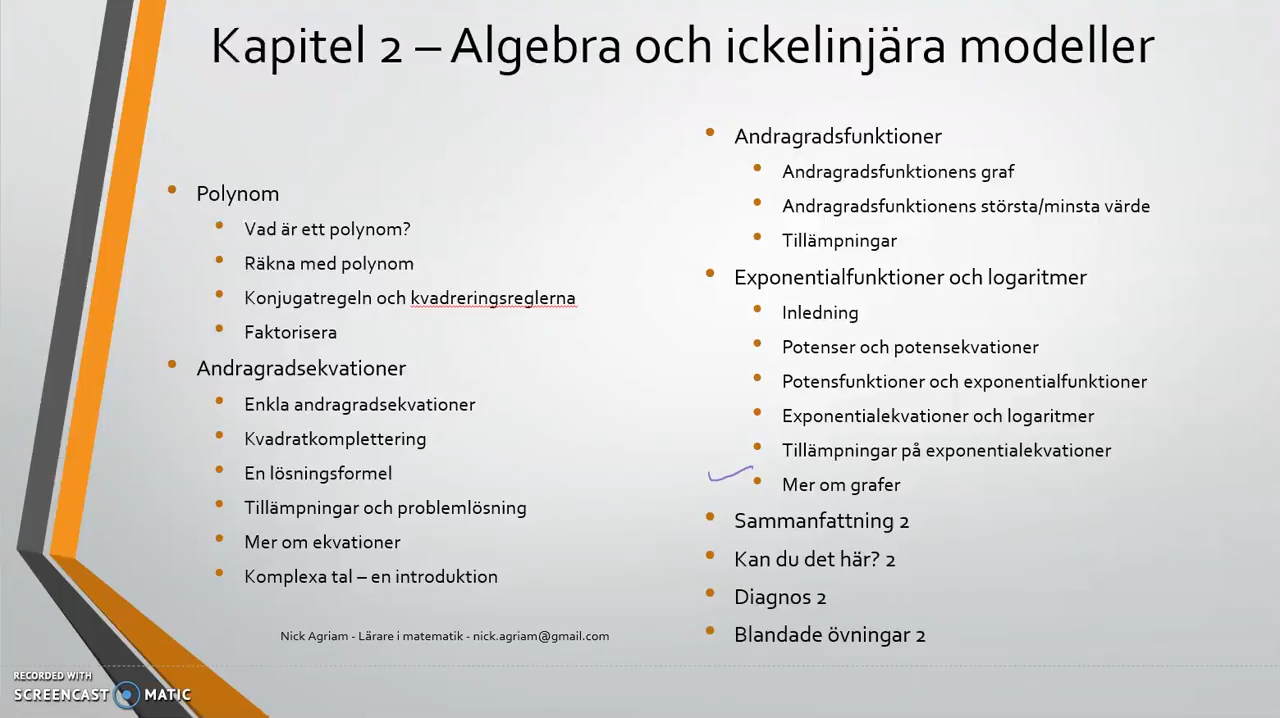 Kapitel 2 – Algebra och ickelinjära modeller
Polynom
Vad är ett polynom?
Räkna med polynom
Konjugatregeln och kvadreringsreglerna
Faktorisera
Andragradsekvationer
Enkla andragradsekvationer
Kvadratkomplettering
En lösningsformel
Tillämpningar och problemlösning
Mer om ekvationer
Komplexa tal – en introduktion
Andragradsfunktioner
Andragradsfunktionens graf
Andragradsfunktionens största/minsta värde
Tillämpningar
Exponentialfunktioner och logaritmer
Inledning
Potenser och potensekvationer
Potensfunktioner och exponentialfunktioner
Exponentialekvationer och logaritmer
Tillämpningar på exponentialekvationer
Mer om grafer
Sammanfattning 2
Kan du det här? 2
Diagnos 2
Blandade övningar 2
Nick Agriam - Lärare i matematik - nick.agriam@gmail.com
RECORDED WITH
SCREENCAST MATIC